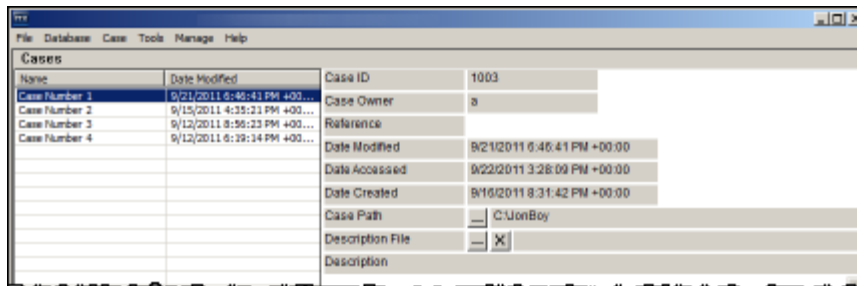 File Database Case Tools Manage Help
Cases
Name Date Modified
Case Number 1 9/21/2011 6:46:41 PM +00...
Case Number 2 9/15/2011 4:35:21 PM +00...
Case Number 3 9/12/2011 8:56:23 PM +00...
Case Number 4 9/12/2011 6:19:14 PM +00...
Case ID 1003
Case Owner a
Reference
Date Modified 9/21/2011 6:46:41 PM +00:00
Date Accessed 9/22/2011 3:28:09 PM +00:00
Date Created 9/16/2011 8:31:42 PM +00:00
Case Path ... C:\JonBoy
Description File ... X
Description